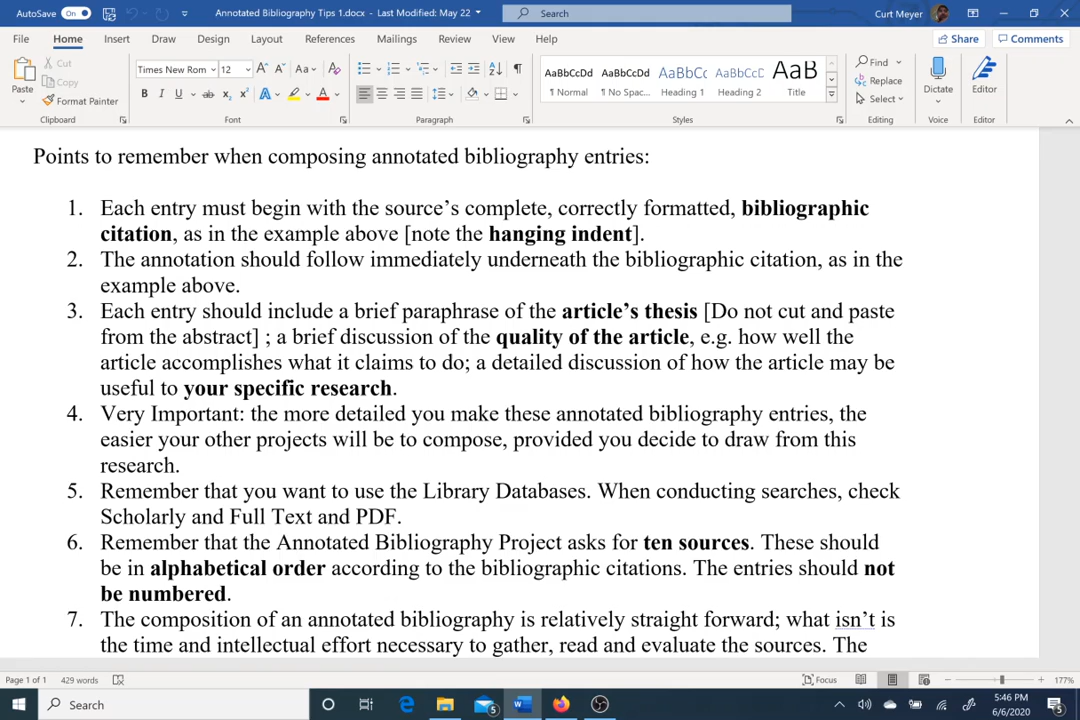 AutoSave On Annotated Bibliography Tips 1.docx - Last Modified: May 22 Search Curt Meyer
File Home Insert Draw Design Layout References Mailings Review View Help Share Comments
Paste Cut Copy Format Painter Clipboard
Times New Rom 12 A A Aa A
B I U ab x₂ x² A A Font
Paragraph
AaBbCcDd AaBbCcDd AaBbCc AaBbCcD AaB
¶ Normal ¶ No Spac... Heading 1 Heading 2 Title
Styles
Find Replace Select Editing
Dictate Voice
Editor Editor
Points to remember when composing annotated bibliography entries:
1. Each entry must begin with the source's complete, correctly formatted, bibliographic
citation, as in the example above [note the hanging indent].
2. The annotation should follow immediately underneath the bibliographic citation, as in the
example above.
3. Each entry should include a brief paraphrase of the article's thesis [Do not cut and paste
from the abstract] ; a brief discussion of the quality of the article, e.g. how well the
article accomplishes what it claims to do; a detailed discussion of how the article may be
useful to your specific research.
4. Very Important: the more detailed you make these annotated bibliography entries, the
easier your other projects will be to compose, provided you decide to draw from this
research.
5. Remember that you want to use the Library Databases. When conducting searches, check
Scholarly and Full Text and PDF.
6. Remember that the Annotated Bibliography Project asks for ten sources. These should
be in alphabetical order according to the bibliographic citations. The entries should not
be numbered.
7. The composition of an annotated bibliography is relatively straight forward; what isn't is
the time and intellectual effort necessary to gather, read and evaluate the sources. The
Page 1 of 1 429 words Focus 177%
Search 5 5:46 PM
6/6/2020 5